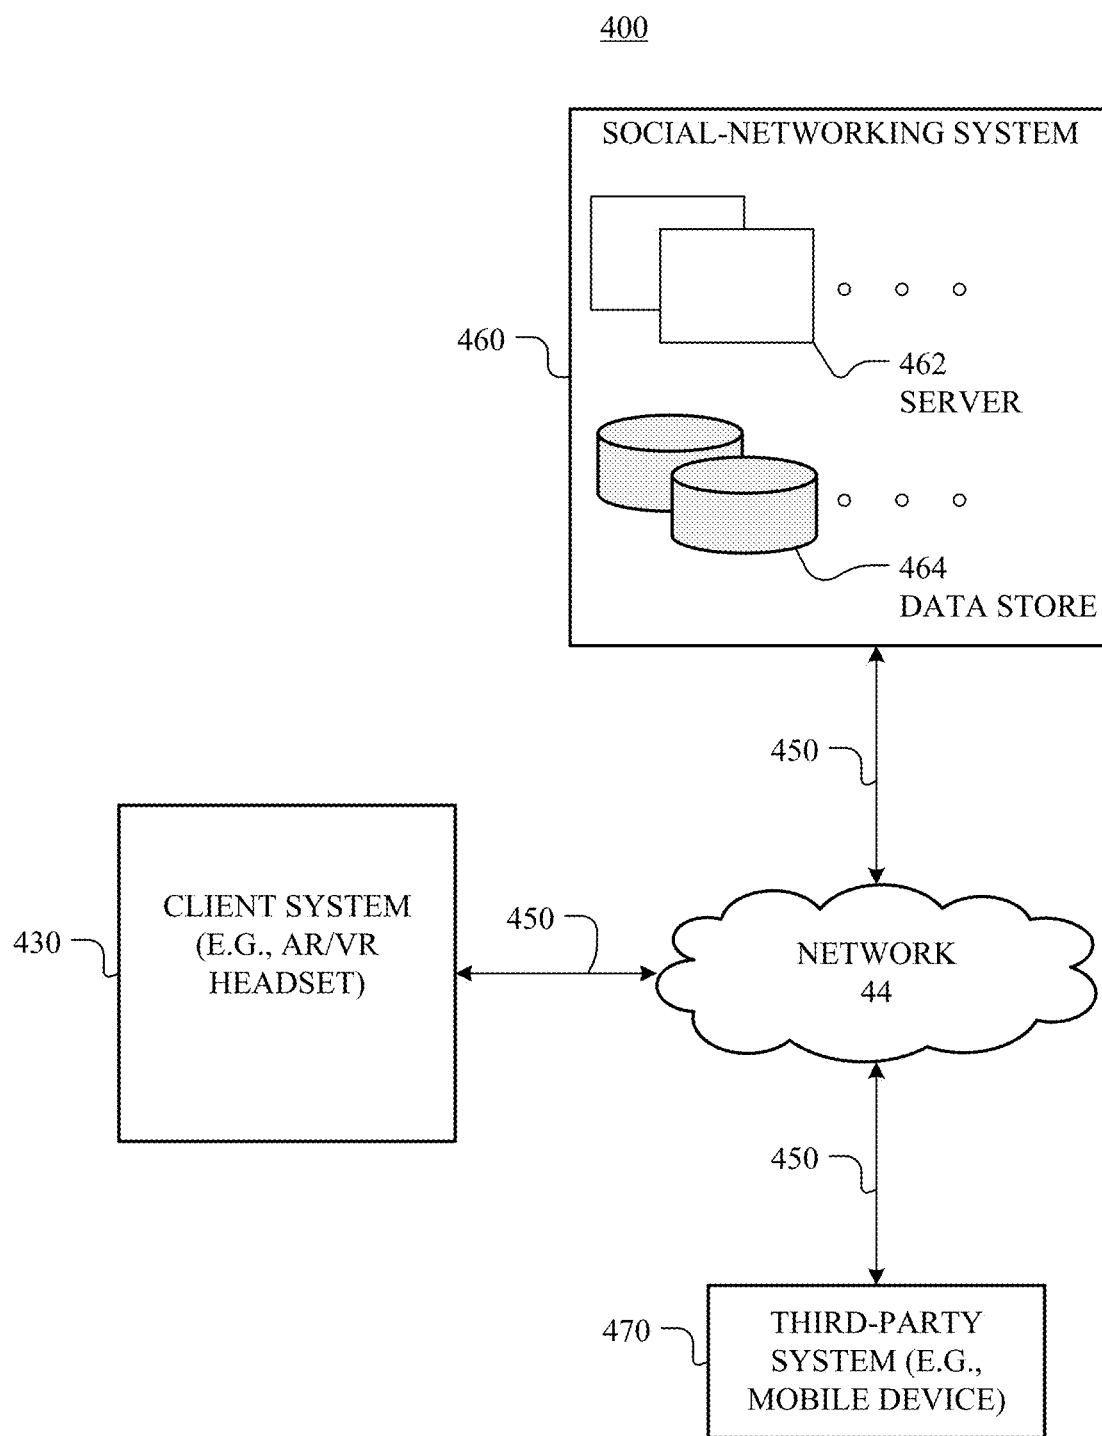 400
SOCIAL-NETWORKING SYSTEM
460
462
SERVER
464
DATA STORE
450
CLIENT SYSTEM
(E.G., AR/VR
HEADSET)
430
450
NETWORK
44
450
470
THIRD-PARTY
SYSTEM (E.G.,
MOBILE DEVICE)